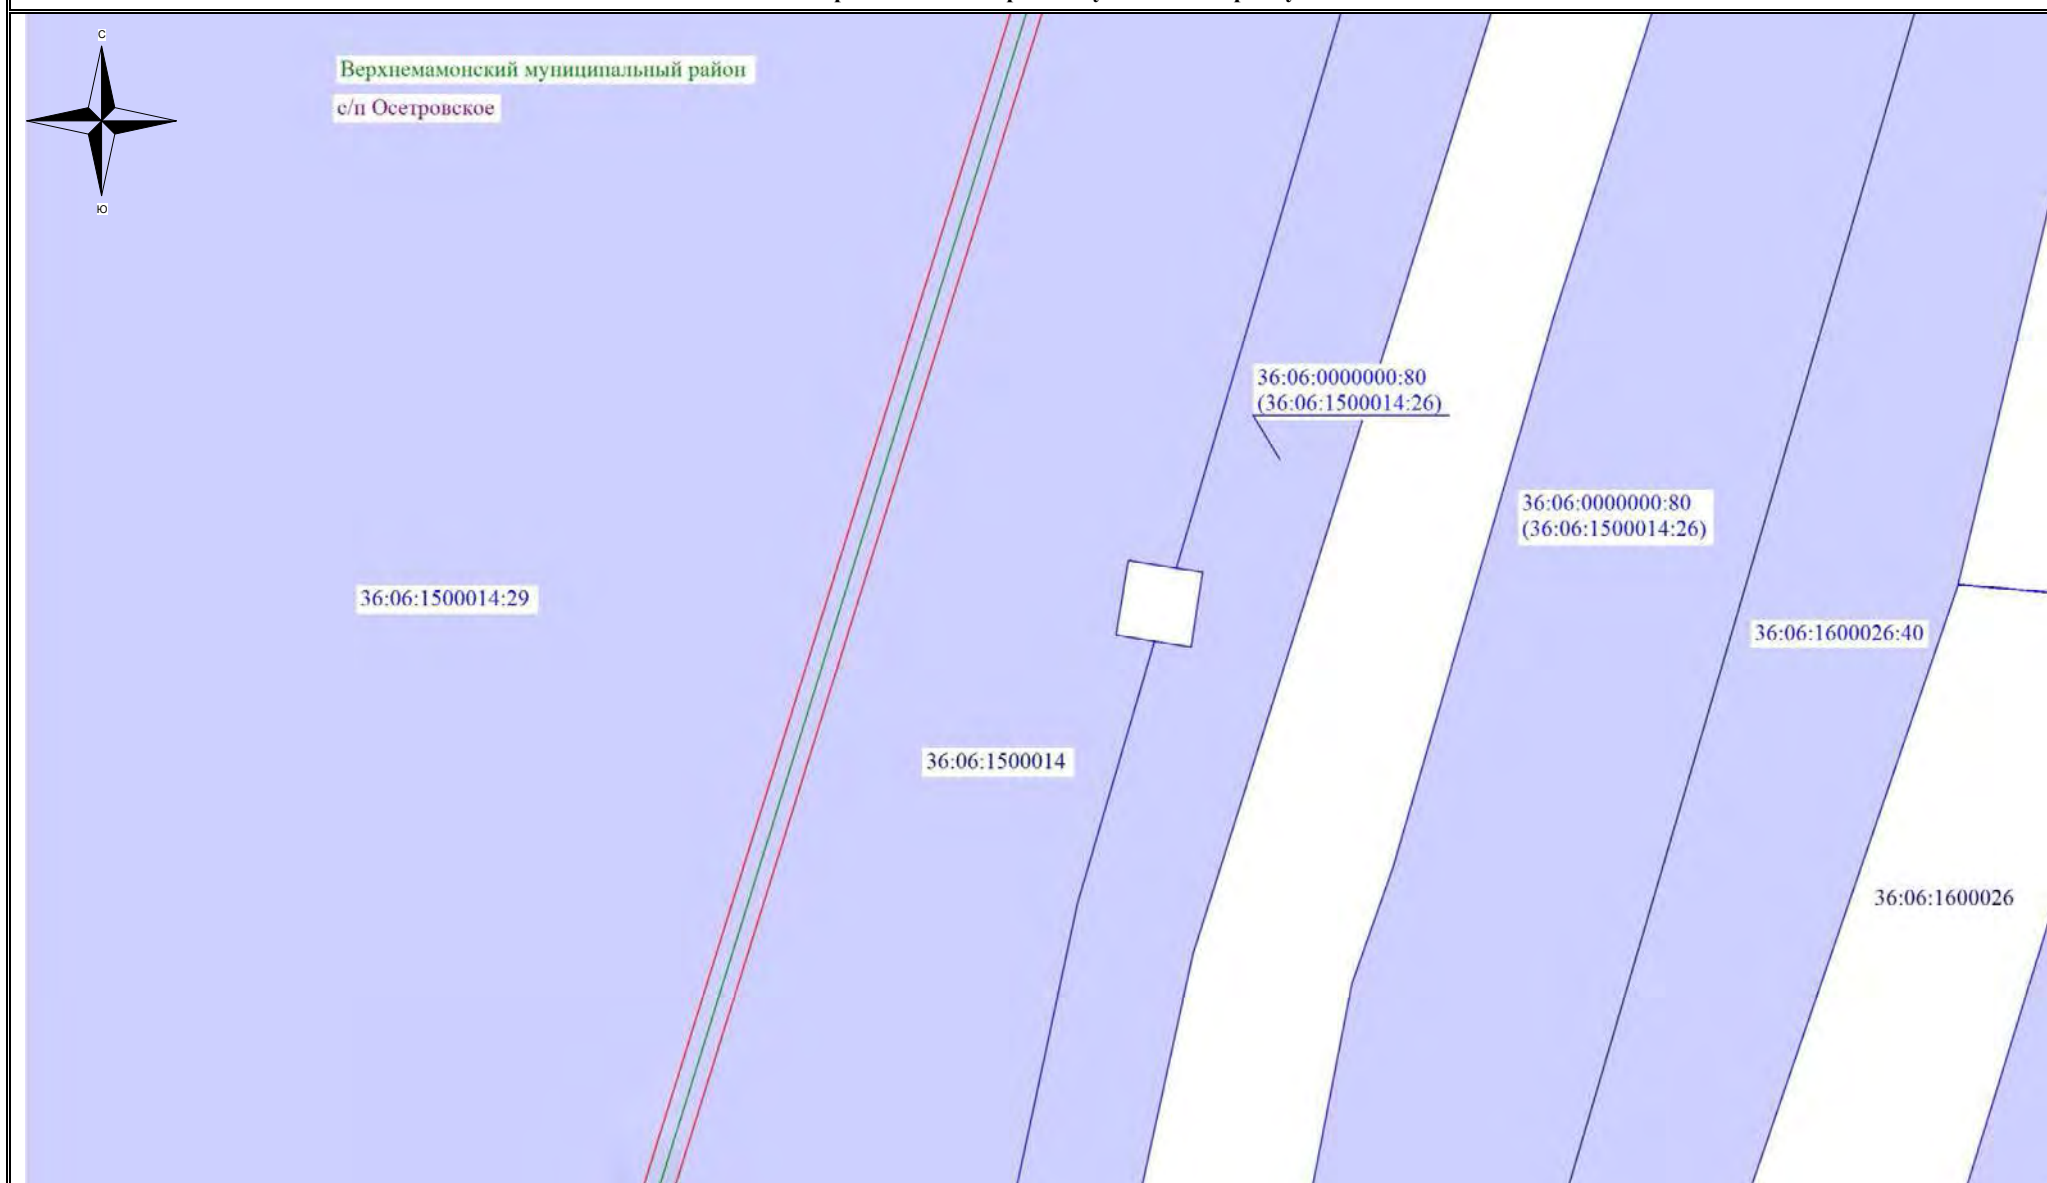 С
Ю
Верхнемамонский муниципальный район
с/п Осетровское
36:06:0000000:80
(36:06:1500014:26)
36:06:0000000:80
(36:06:1500014:26)
36:06:1500014:29
36:06:1600026:40
36:06:1500014
36:06:1600026